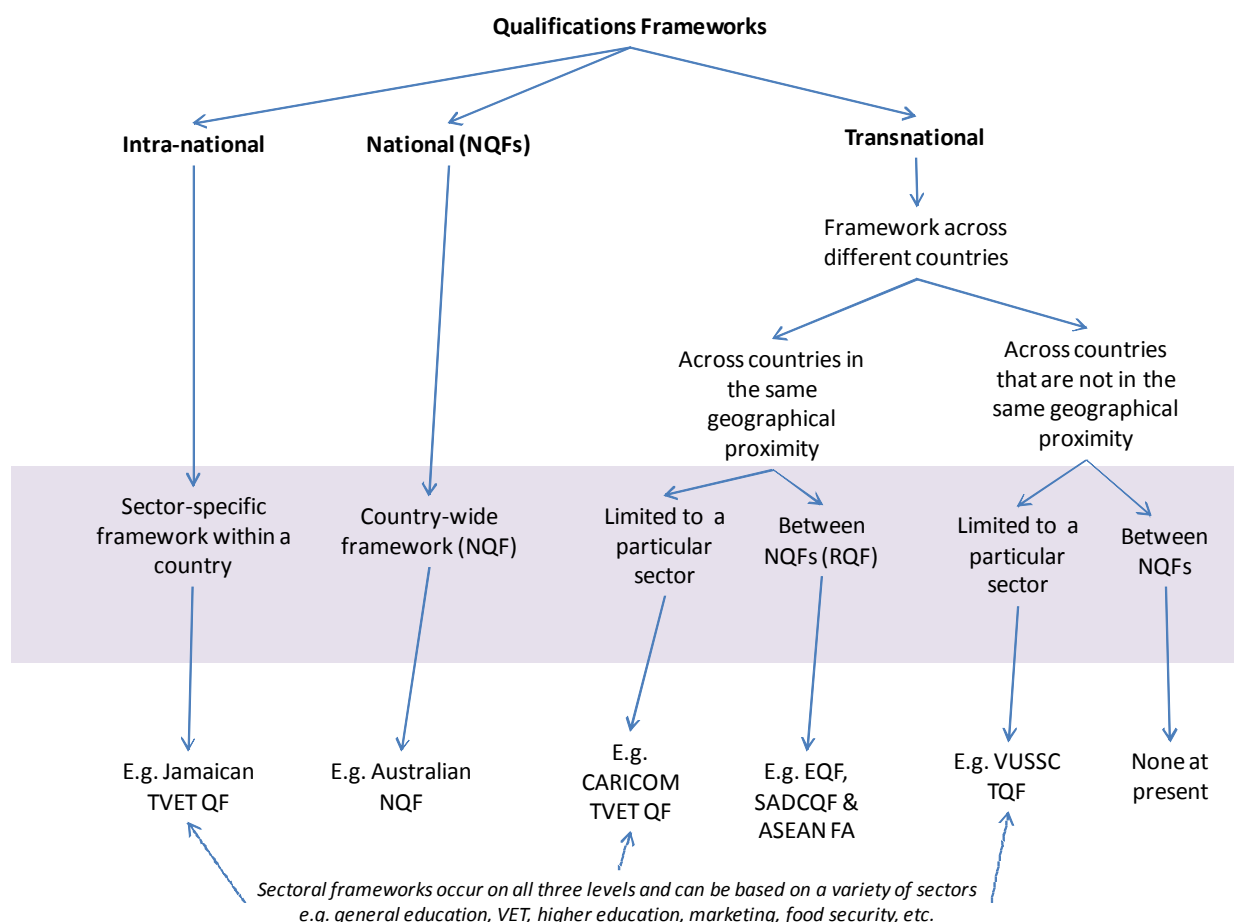 Qualifications Frameworks
Intra-national
National (NQFs)
Transnational
Framework across
different countries
Across countries in
the same
geographical
proximity
Across countries
that are not in the
same geographical
proximity
Sector-specific
framework within a
country
Country-wide
framework (NQF)
Limited to a
particular
sector
Between
NQFs (RQF)
Limited to a
particular
sector
Between
NQFs
E.g. Jamaican
TVET QF
E.g. Australian
NQF
E.g.
CARICOM
TVET QF
E.g. EQF,
SADCQF &
ASEAN FA
E.g. VUSSC
TQF
None at
present
Sectoral frameworks occur on all three levels and can be based on a variety of sectors
e.g. general education, VET, higher education, marketing, food security, etc.